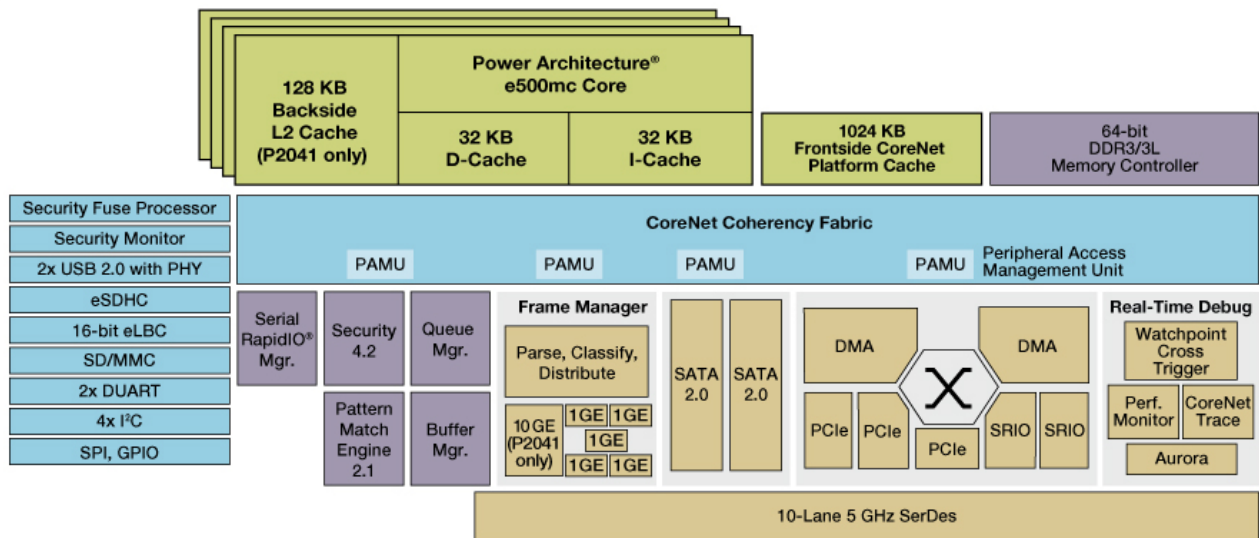 128 KB
Backside
L2 Cache
(P2041 only)
Power Architecture®
e500mc Core
32 KB
D-Cache
32 KB
I-Cache
1024 KB
Frontside CoreNet
Platform Cache
64-bit
DDR3/3L
Memory Controller
Security Fuse Processor
Security Monitor
2x USB 2.0 with PHY
eSDHC
16-bit eLBC
SD/MMC
2x DUART
4x I²C
SPI, GPIO
CoreNet Coherency Fabric
PAMU
PAMU
PAMU
PAMU
Peripheral Access
Management Unit
Serial
RapidIO®
Mgr.
Security
4.2
Queue
Mgr.
Pattern
Match
Engine
2.1
Buffer
Mgr.
Frame Manager
Parse, Classify,
Distribute
10 GE
(P2041
only)
1GE
1GE
1GE
1GE
1GE
SATA
2.0
SATA
2.0
DMA
DMA
PCIe
PCIe
PCIe
SRIO
SRIO
Real-Time Debug
Watchpoint
Cross
Trigger
Perf.
Monitor
CoreNet
Trace
Aurora
10-Lane 5 GHz SerDes